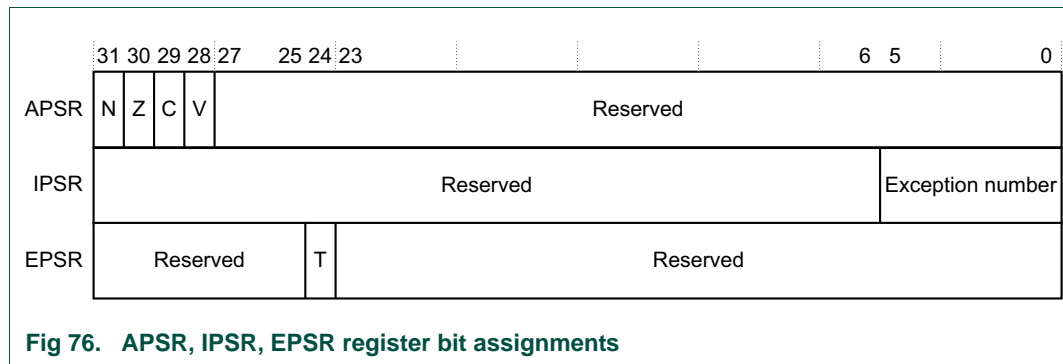 31 30 29 28 27 25 24 23 6 5 0
APSR N Z C V Reserved
IPSR Reserved Exception number
EPSR Reserved T Reserved
Fig 76. APSR, IPSR, EPSR register bit assignments